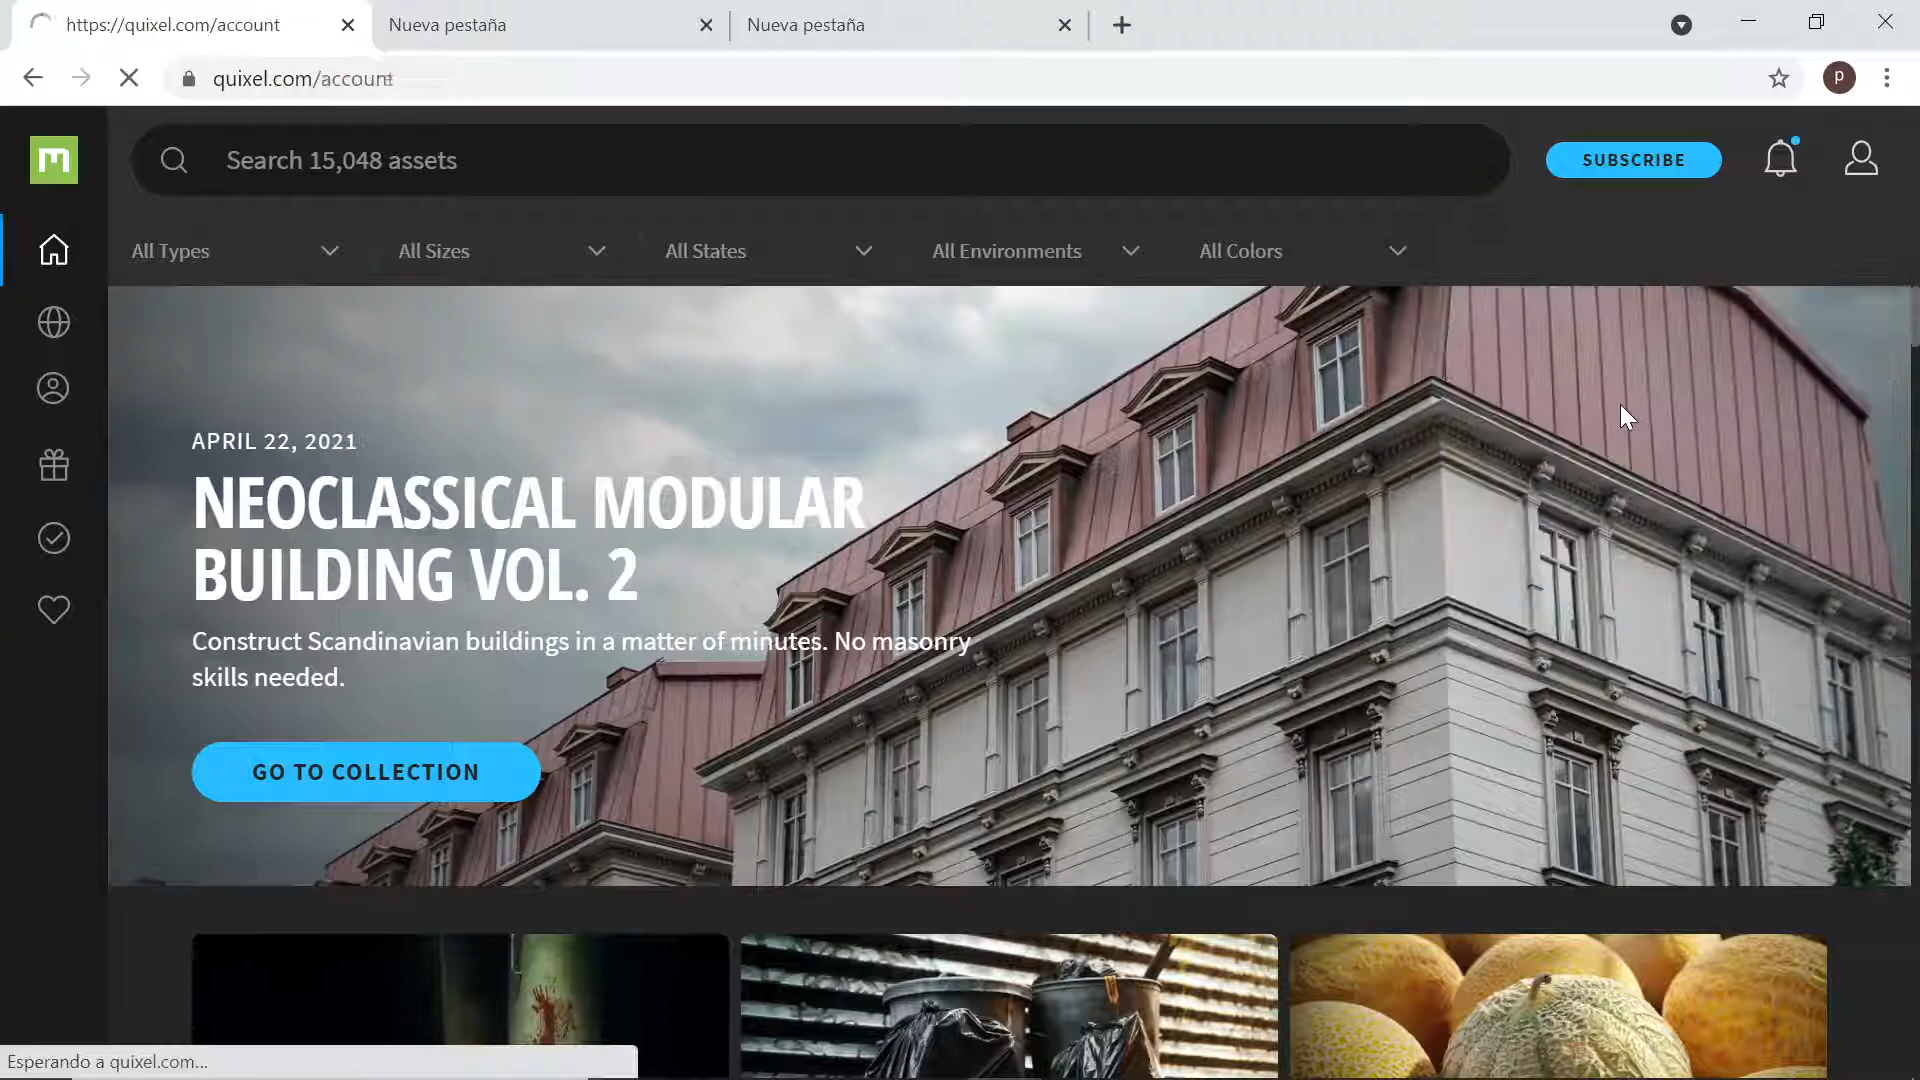 https://quixel.com/account
Nueva pestaña
Nueva pestaña
quixel.com/account
p
m
Search 15,048 assets
SUBSCRIBE
All Types
All Sizes
All States
All Environments
All Colors
APRIL 22, 2021
NEOCLASSICAL MODULAR
BUILDING VOL. 2
Construct Scandinavian buildings in a matter of minutes. No masonry
skills needed.
GO TO COLLECTION
Esperando a quixel.com...